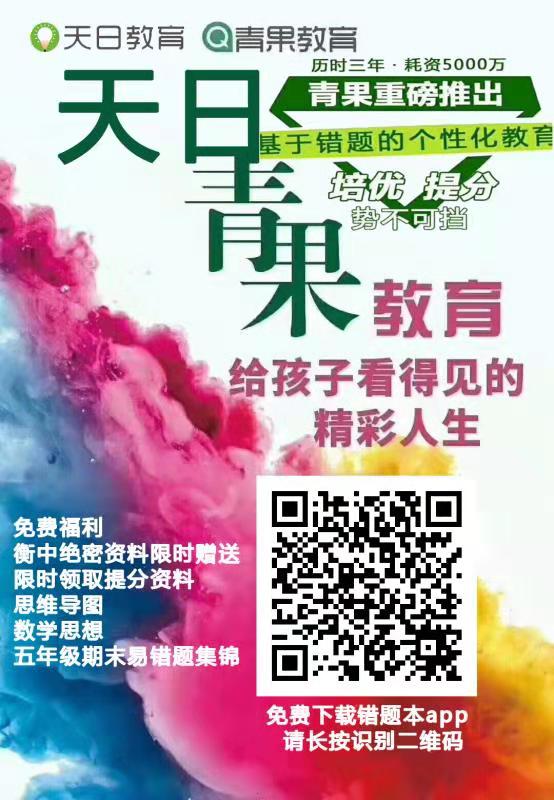 天日教育 青果教育
历时三年·耗资5000万
青果重磅推出
基于错题的个性化教育
培优 提分
势不可挡
天日
青果
教育
给孩子看得见的
精彩人生
免费福利
衡中绝密资料限时赠送
限时领取提分资料
思维导图
数学思想
五年级期末易错题集锦
免费下载错题本app
请长按识别二维码